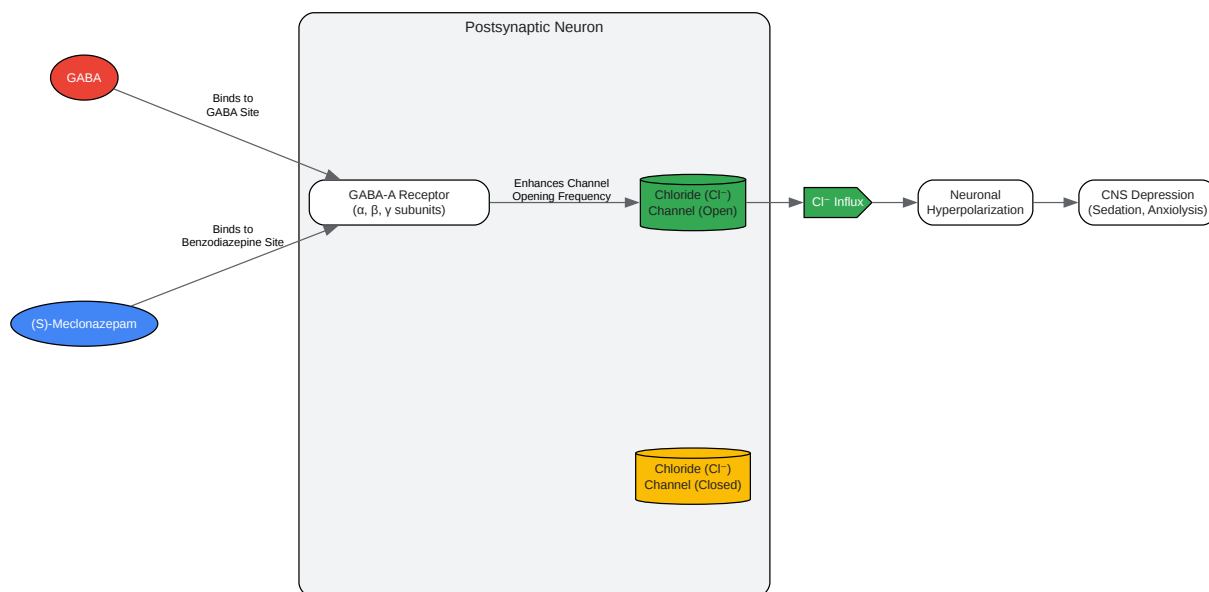 Postsynaptic Neuron
GABA
Binds to
GABA Site
GABA-A Receptor
(α, β, γ subunits)
Enhances Channel
Opening Frequency
Chloride (Cl⁻)
Channel (Open)
Cl⁻ Influx
Neuronal
Hyperpolarization
CNS Depression
(Sedation, Anxiolysis)
Binds to
Benzodiazepine Site
(S)-Meclonazepam
Chloride (Cl⁻)
Channel (Closed)